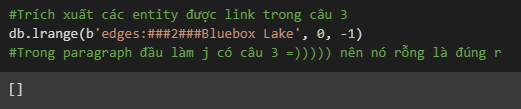 #Trích xuất các entity được link trong câu 3
db.lrange(b'edges:###2###Bluebox Lake', 0, -1)
#Trong paragraph đầu làm j có câu 3 =))))) nên nó rỗng là đúng r
[]